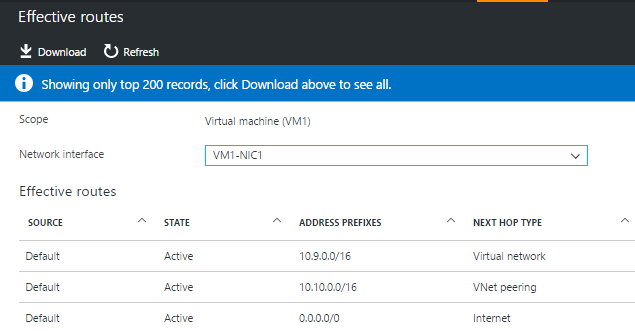 Effective routes
Download Refresh
Showing only top 200 records, click Download above to see all.
Scope Virtual machine (VM1)
Network interface VM1-NIC1
Effective routes
SOURCE STATE ADDRESS PREFIXES NEXT HOP TYPE
Default Active 10.9.0.0/16 Virtual network
Default Active 10.10.0.0/16 VNet peering
Default Active 0.0.0.0/0 Internet